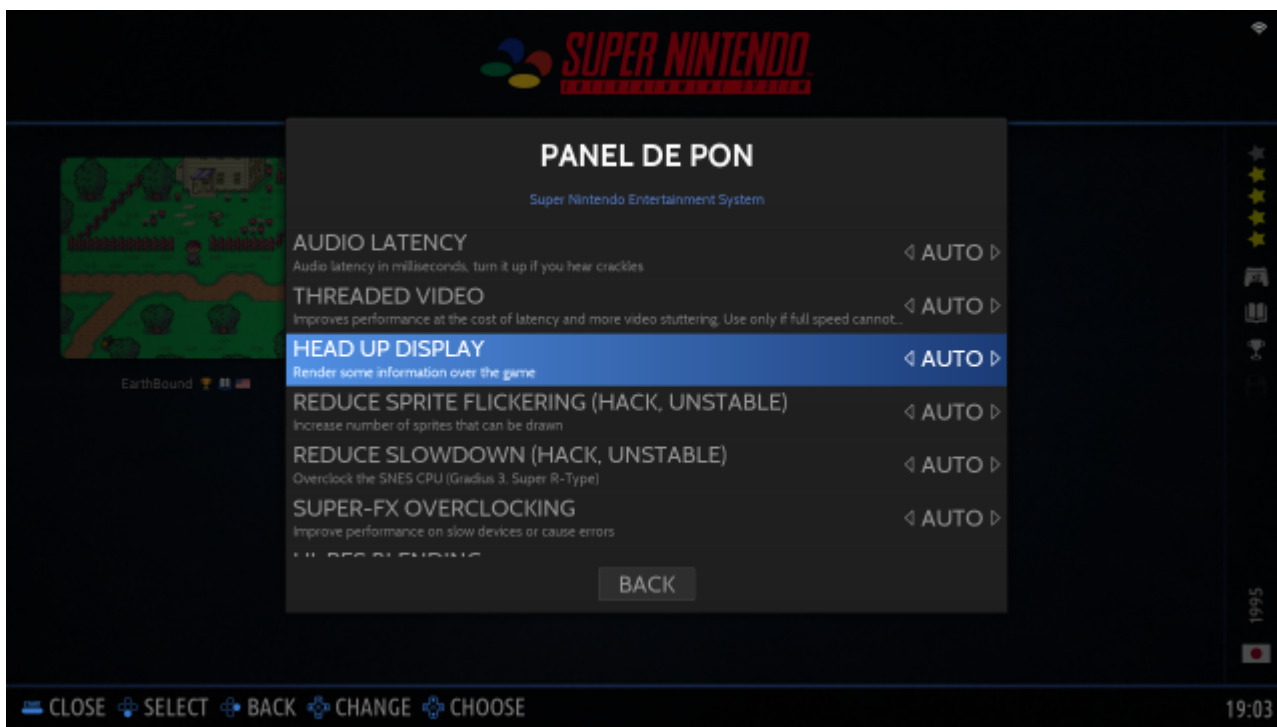 SUPER NINTENDO
ENTERTAINMENT SYSTEM
PANEL DE PON
Super Nintendo Entertainment System
AUDIO LATENCY
Audio latency in milliseconds, turn it up if you hear crackles
AUTO
THREADED VIDEO
Improves performance at the cost of latency and more video stuttering. Use only if full speed cannot...
AUTO
HEAD UP DISPLAY
Render some information over the game
AUTO
REDUCE SPRITE FLICKERING (HACK, UNSTABLE)
Increase number of sprites that can be drawn
AUTO
REDUCE SLOWDOWN (HACK, UNSTABLE)
Overclock the SNES CPU (Gradius 3, Super R-Type)
AUTO
SUPER-FX OVERCLOCKING
Improve performance on slow devices or cause errors
AUTO
BACK
EarthBound
1995
CLOSE SELECT BACK CHANGE CHOOSE
19:03